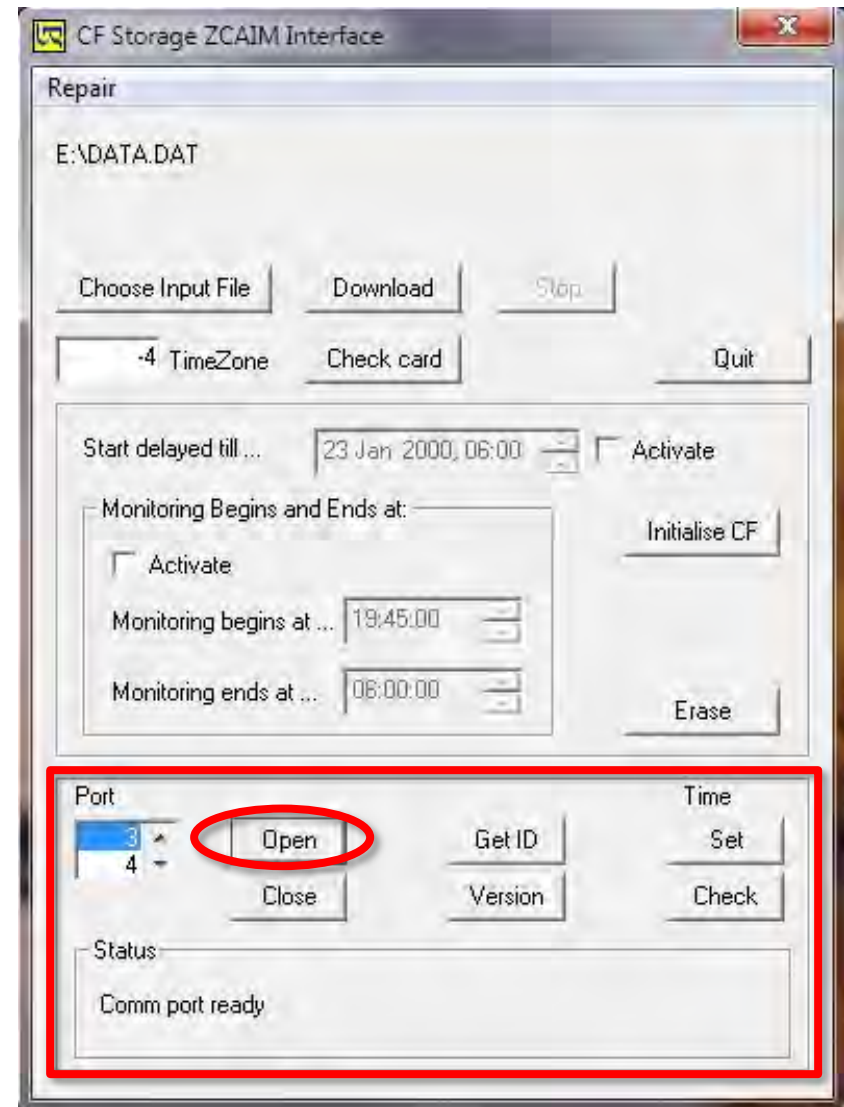 CF Storage ZCAIM Interface
Repair
E:\DATA.DAT
Choose Input File Download Stop
-4 TimeZone Check card Quit
Start delayed till ... 23 Jan 2000, 06:00 Activate
Monitoring Begins and Ends at:
Initialise CF
Activate
Monitoring begins at ... 19:45:00
Monitoring ends at ... 06:00:00
Erase
Port Time
3 Open Get ID Set
4 Close Version Check
Status
Comm port ready